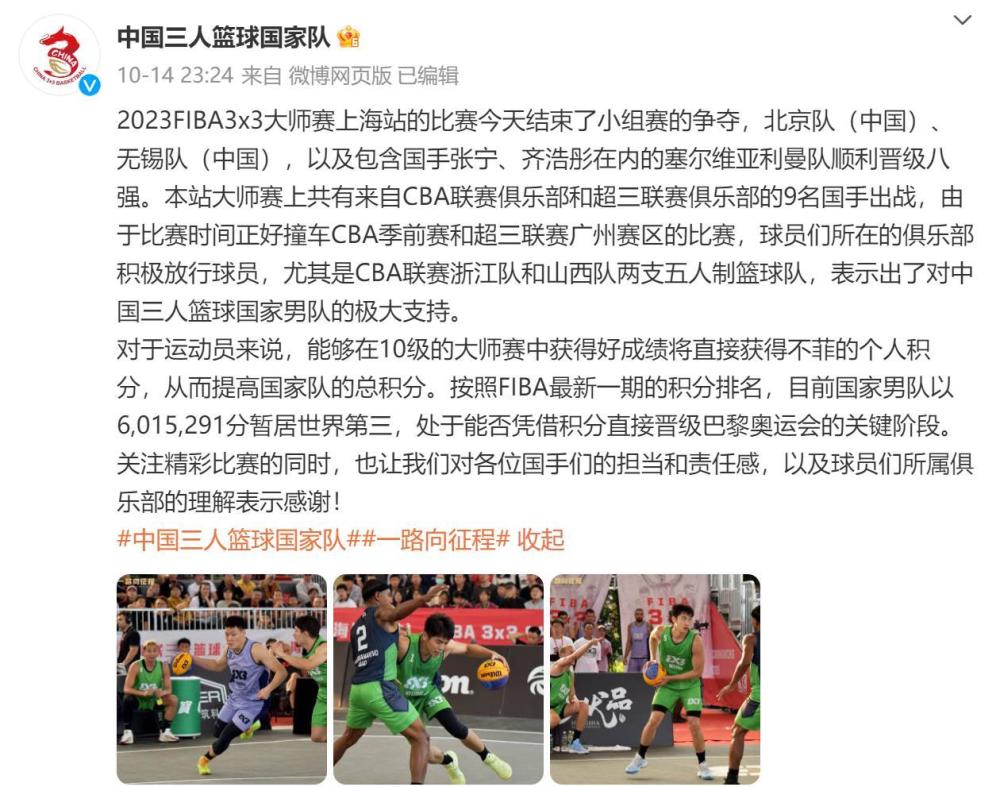 中国三人篮球国家队
10-14 23:24 来自 微博网页版 已编辑
2023FIBA3x3大师赛上海站的比赛今天结束了小组赛的争夺，北京队（中国）、
无锡队（中国），以及包含国手张宁、齐浩彤在内的塞尔维亚利曼队顺利晋级八
强。本站大师赛上共有来自CBA联赛俱乐部和超三联赛俱乐部的9名国手出战，由
于比赛时间正好撞车CBA季前赛和超三联赛广州赛区的比赛，球员们所在的俱乐部
积极放行球员，尤其是CBA联赛浙江队和山西队两支五人制篮球队，表示出了对中
国三人篮球国家男队的极大支持。
对于运动员来说，能够在10级的大师赛中获得好成绩将直接获得不菲的个人积
分，从而提高国家队的总积分。按照FIBA最新一期的积分排名，目前国家男队以
6,015,291分暂居世界第三，处于能否凭借积分直接晋级巴黎奥运会的关键阶段。
关注精彩比赛的同时，也让我们对各位国手们的担当和责任感，以及球员们所属俱
乐部的理解表示感谢！
#中国三人篮球国家队##一路向征程# 收起
CHINA
CHINA 3X3 BASKETBALL
2
BA 3x3
FIBA
FIBA